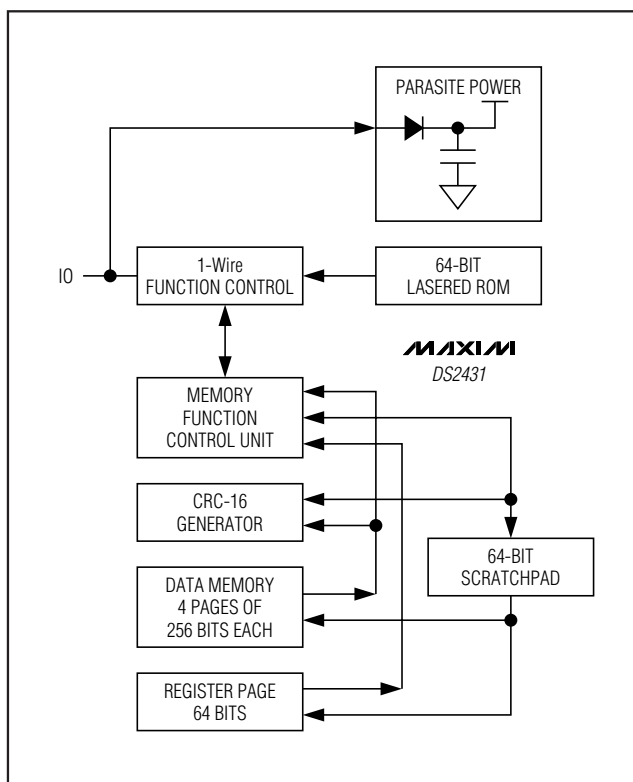 PARASITE POWER
IO
1-Wire
FUNCTION CONTROL
64-BIT
LASERED ROM
MAXIM
DS2431
MEMORY
FUNCTION
CONTROL UNIT
CRC-16
GENERATOR
64-BIT
SCRATCHPAD
DATA MEMORY
4 PAGES OF
256 BITS EACH
REGISTER PAGE
64 BITS